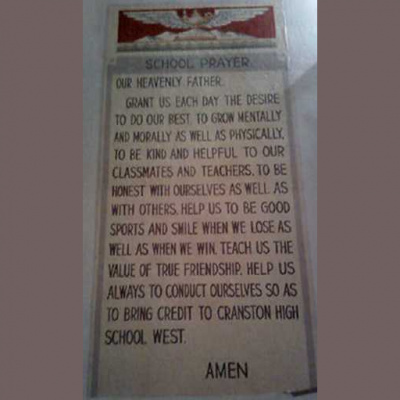 SCHOOL PRAYER
OUR HEAVENLY FATHER,
GRANT US EACH DAY THE DESIRE
TO DO OUR BEST. TO GROW MENTALLY
AND MORALLY AS WELL AS PHYSICALLY,
TO BE KIND AND HELPFUL TO OUR
CLASSMATES AND TEACHERS, TO BE
HONEST WITH OURSELVES AS WELL AS
WITH OTHERS. HELP US TO BE GOOD
SPORTS AND SMILE WHEN WE LOSE AS
WELL AS WHEN WE WIN. TEACH US THE
VALUE OF TRUE FRIENDSHIP. HELP US
ALWAYS TO CONDUCT OURSELVES SO AS
TO BRING CREDIT TO CRANSTON HIGH
SCHOOL WEST.
AMEN